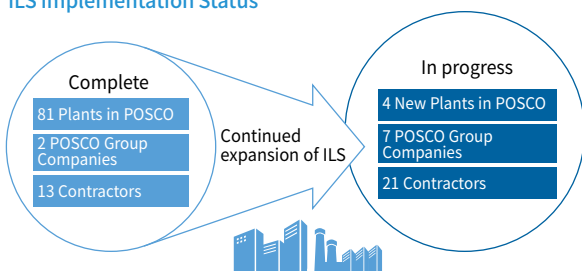 ILS Implementation Status
Complete
81 Plants in POSCO
2 POSCO Group
Companies
13 Contractors
Continued
expansion of ILS
In progress
4 New Plants in POSCO
7 POSCO Group
Companies
21 Contractors